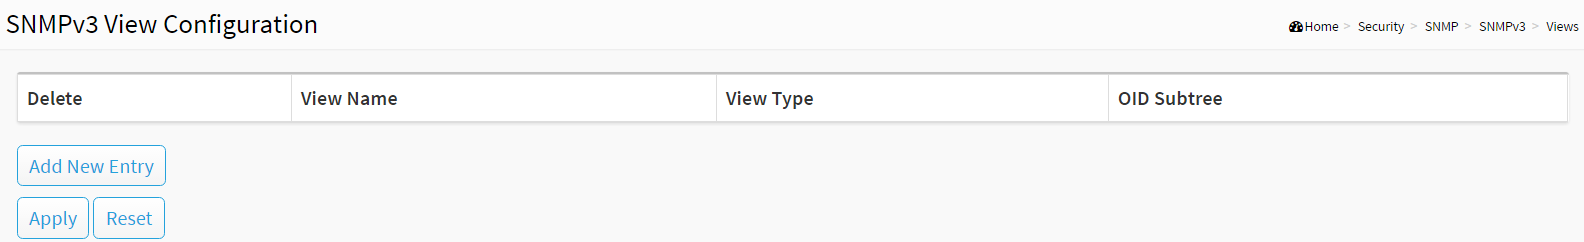 SNMPv3 View Configuration
Home > Security > SNMP > SNMPv3 > Views
Delete View Name View Type OID Subtree
Add New Entry
Apply Reset